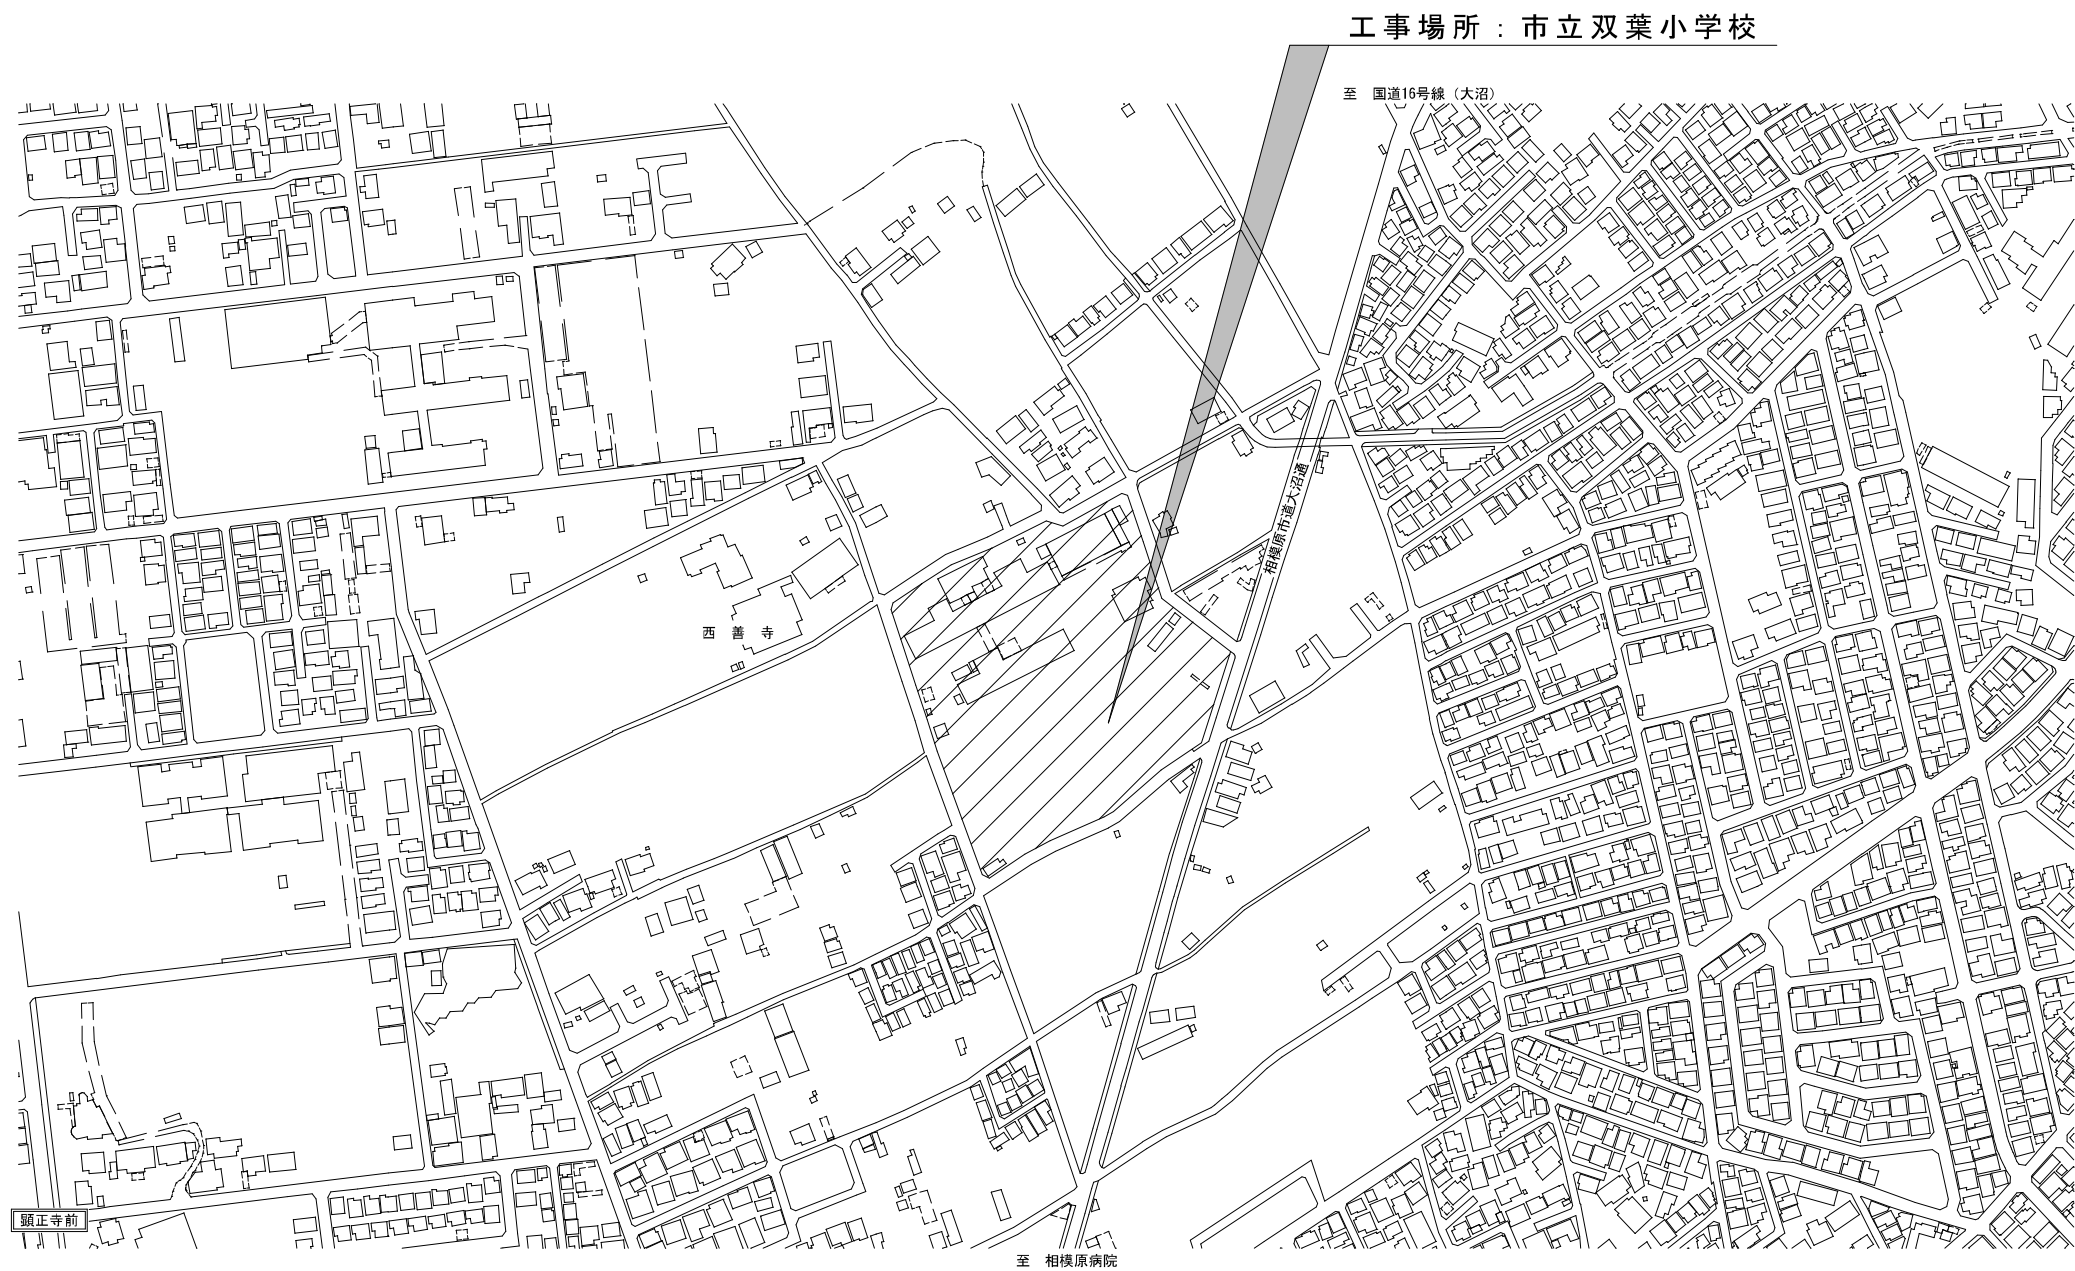 工事場所：市立双葉小学校
至　国道16号線（大沼）
相模原市道大沼通
西　善　寺
顕正寺前
至　相模原病院